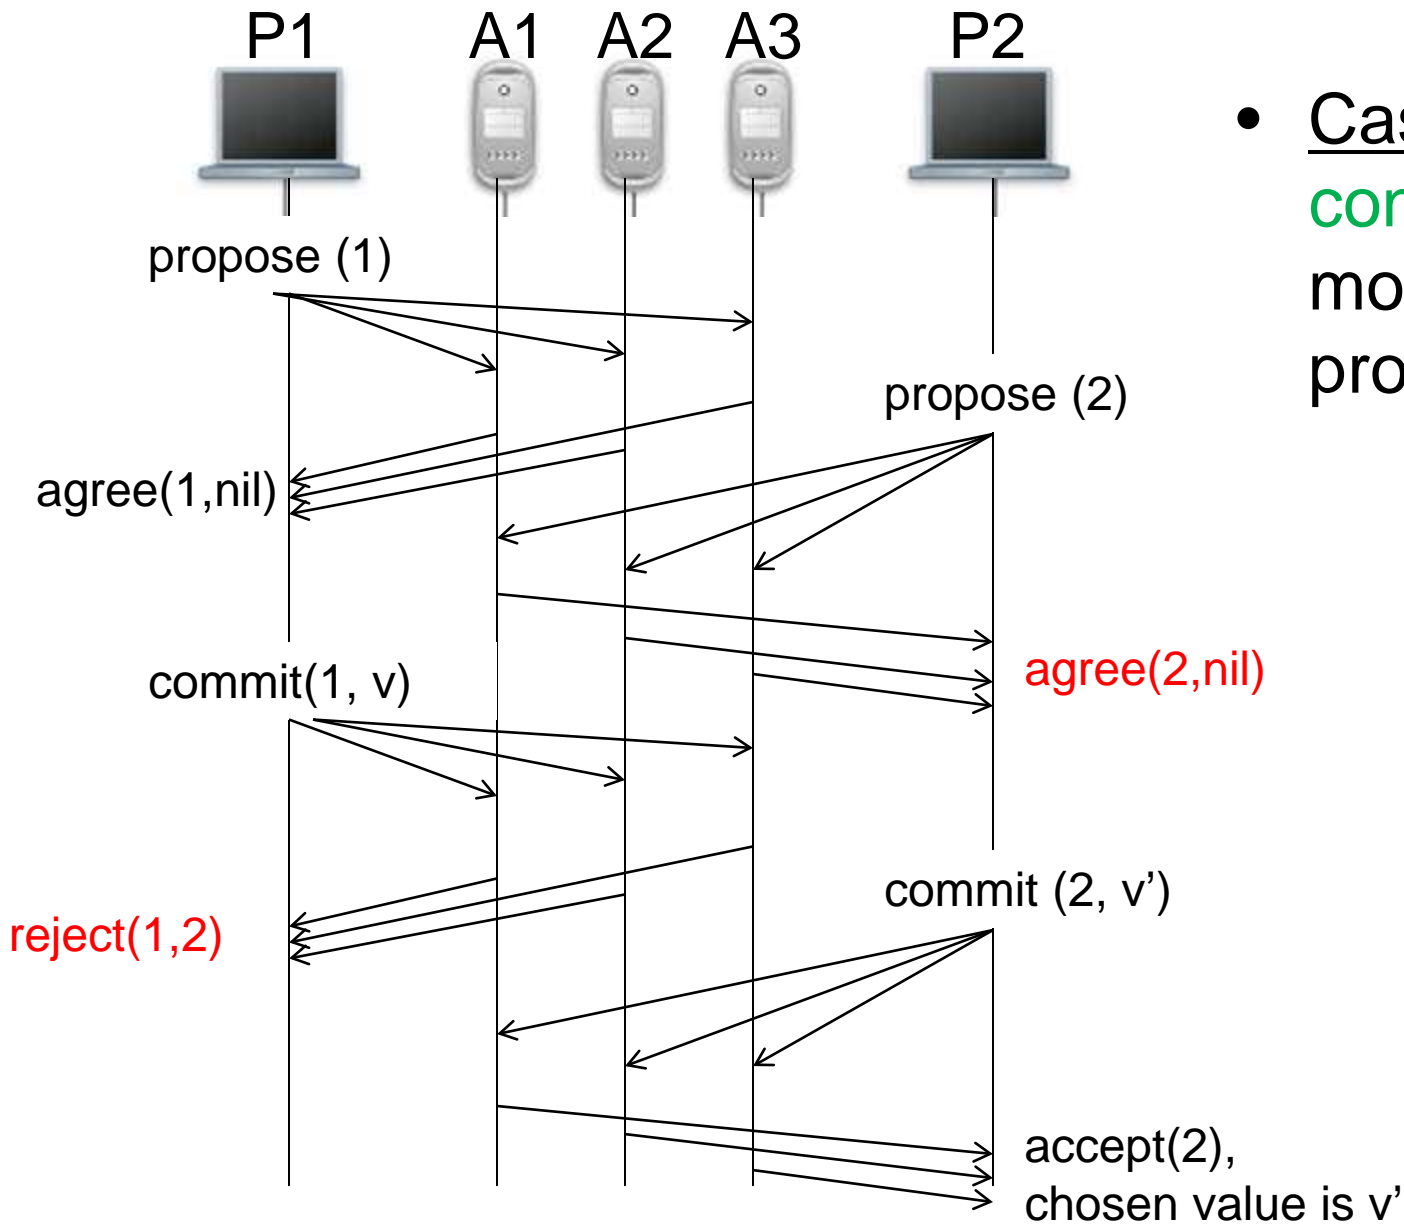 P1 A1 A2 A3 P2
•
propose (1)
propose (2)
agree(1,nil)
agree(2,nil)
commit(1, v)
commit (2, v’)
reject(1,2)
accept(2),
chosen value is v’